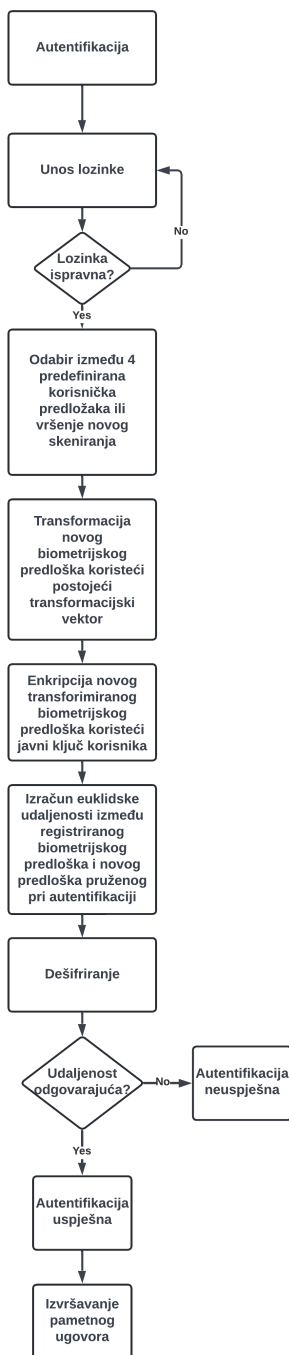 Autentifikacija
Unos lozinke
No
Lozinka
ispravna?
Yes
Odabir između 4
predefinirana
korisnička
predložaka ili
vršenje novog
skeniranja
Transformacija
novog
biometrijskog
predloška koristeći
postojeći
transformacijski
vektor
Enkripcija novog
transforimiranog
biometrijskog
predloška koristeći
javni ključ korisnika
Izračun euklidske
udaljenosti između
registriranog
biometrijskog
predloška i novog
predloška pruženog
pri autentifikaciji
Dešifriranje
Udaljenost
odgovarajuća?
No
Autentifikacija
neuspješna
Yes
Autentifikacija
uspješna
Izvršavanje
pametnog
ugovora